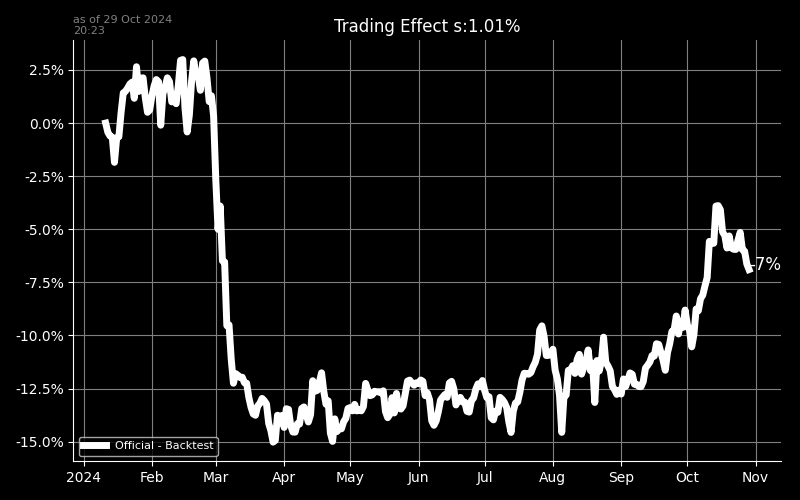 as of 29 Oct 2024
20:23
Trading Effect s:1.01%
2.5%
0.0%
-2.5%
-5.0%
-7%
-7.5%
-10.0%
-12.5%
-15.0%
Official - Backtest
2024 Feb Mar Apr May Jun Jul Aug Sep Oct Nov